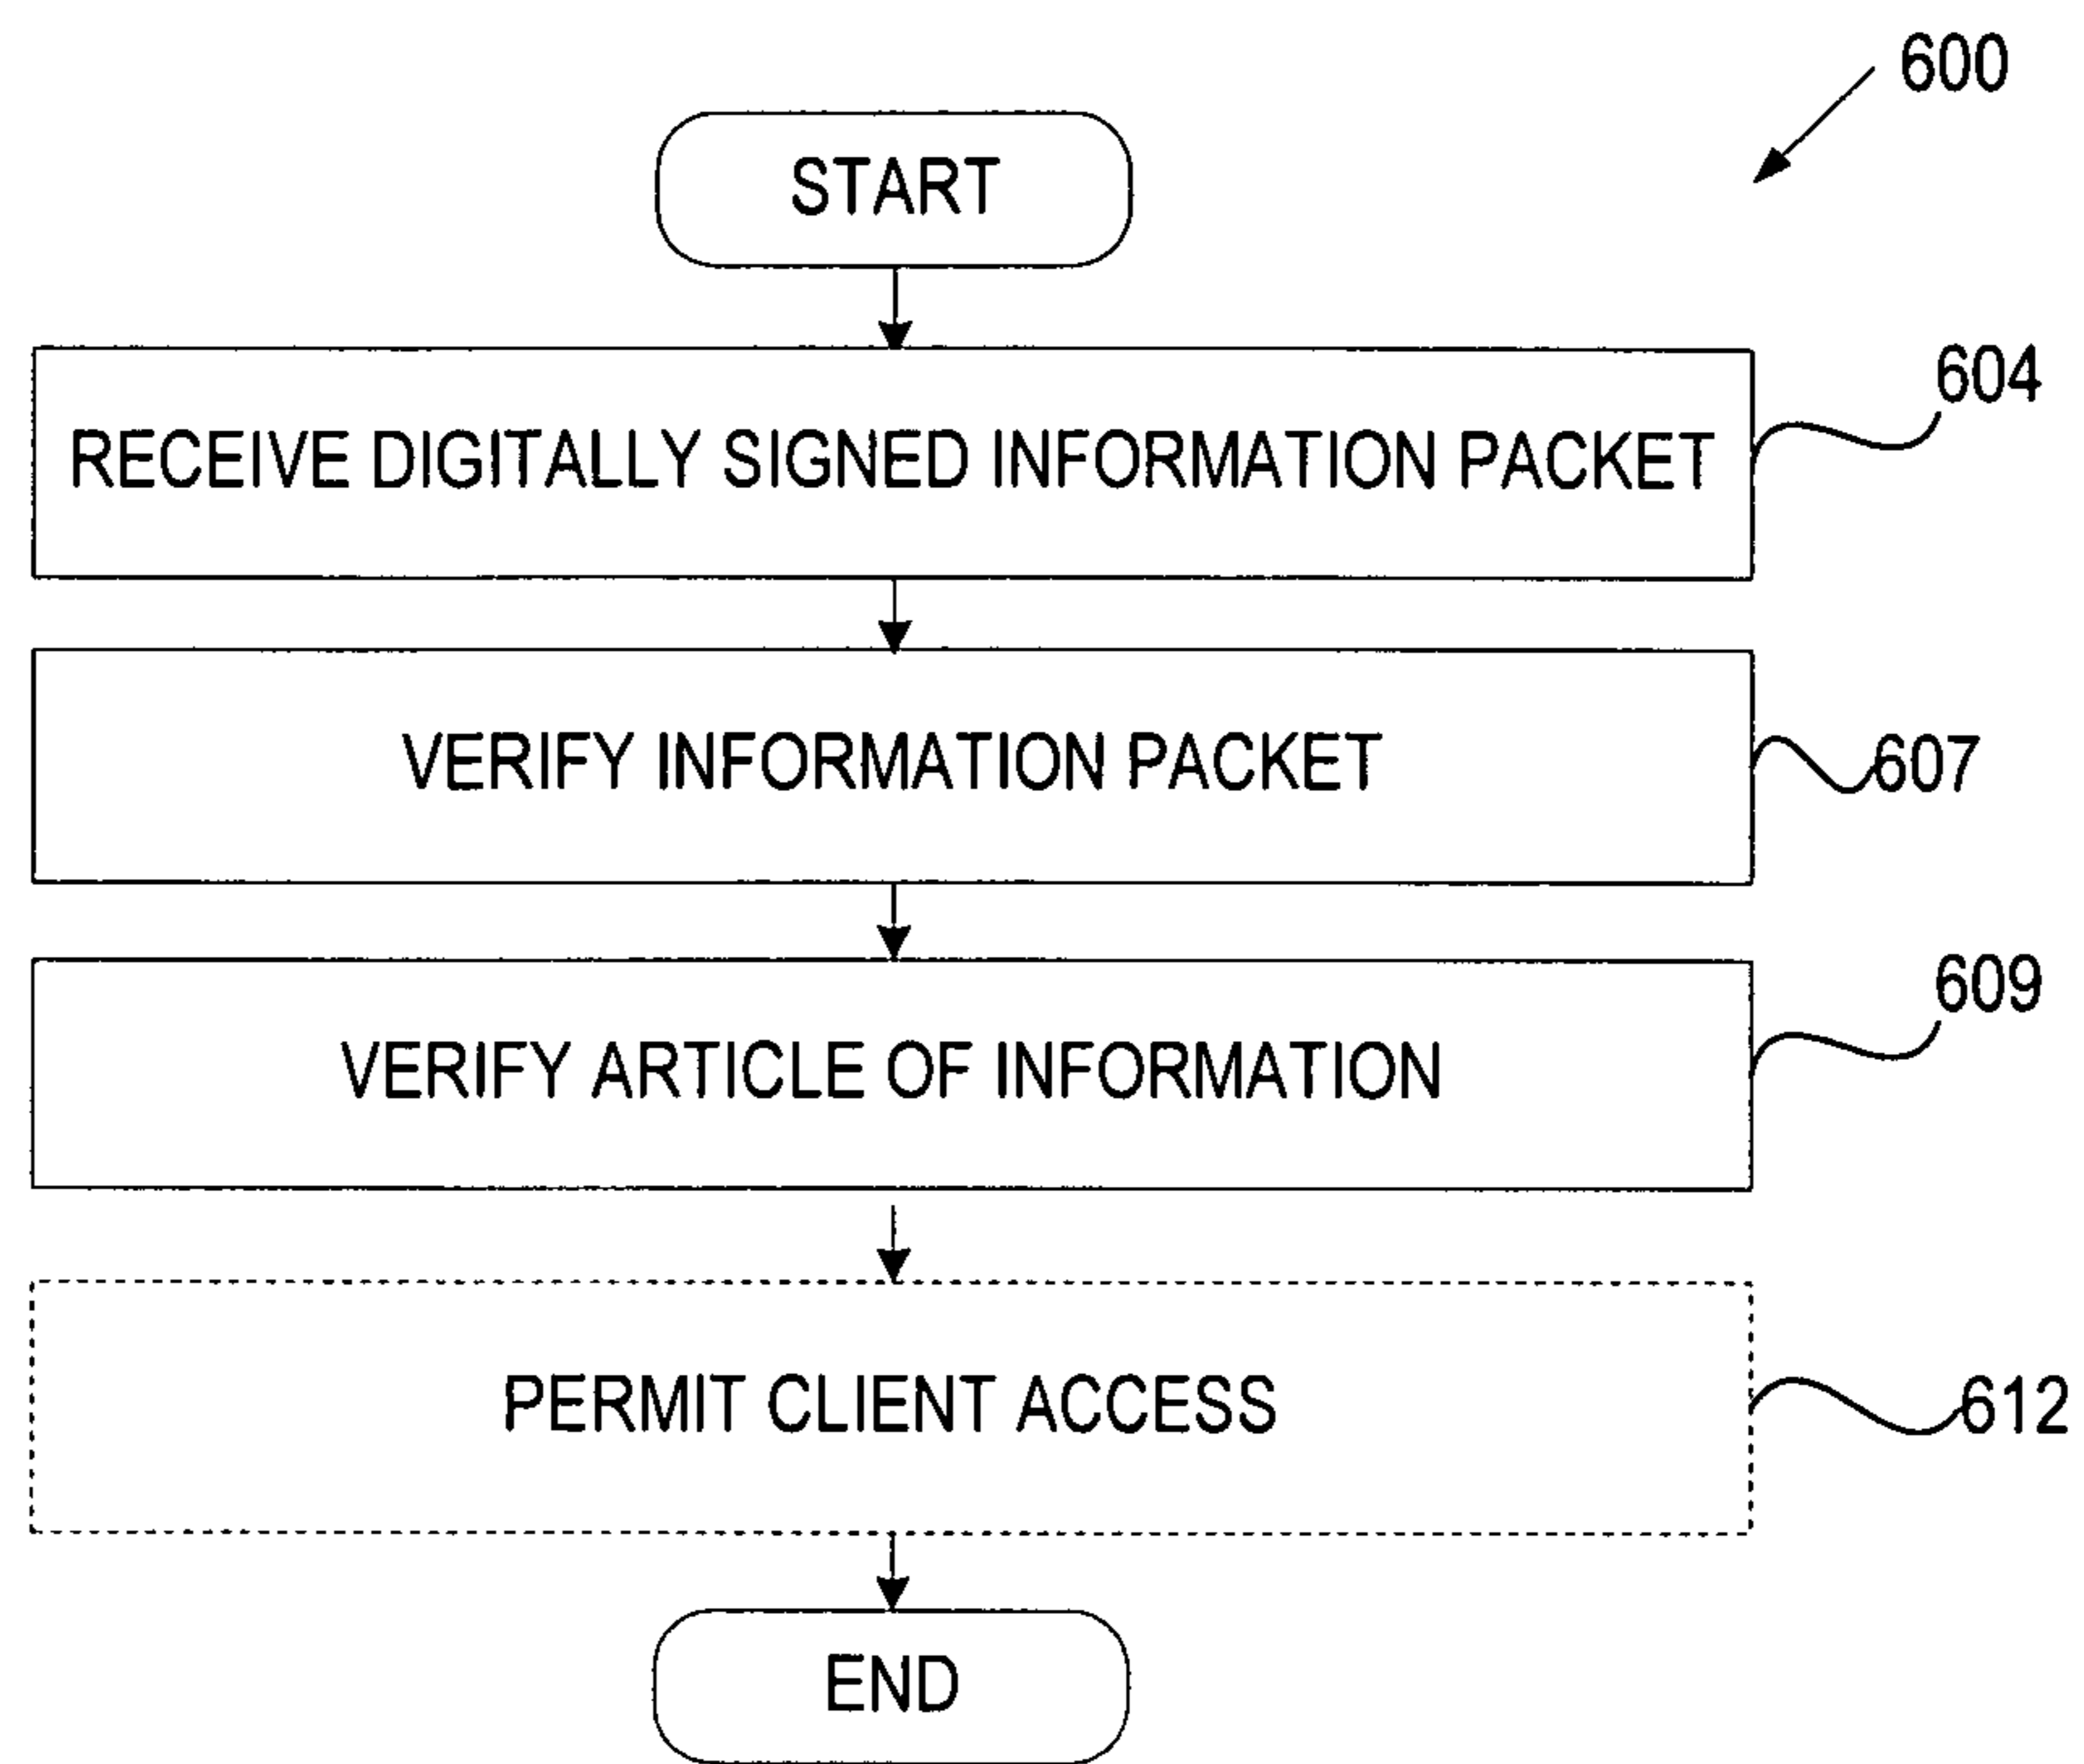 600
START
RECEIVE DIGITALLY SIGNED INFORMATION PACKET
604
VERIFY INFORMATION PACKET
607
VERIFY ARTICLE OF INFORMATION
609
PERMIT CLIENT ACCESS
612
END